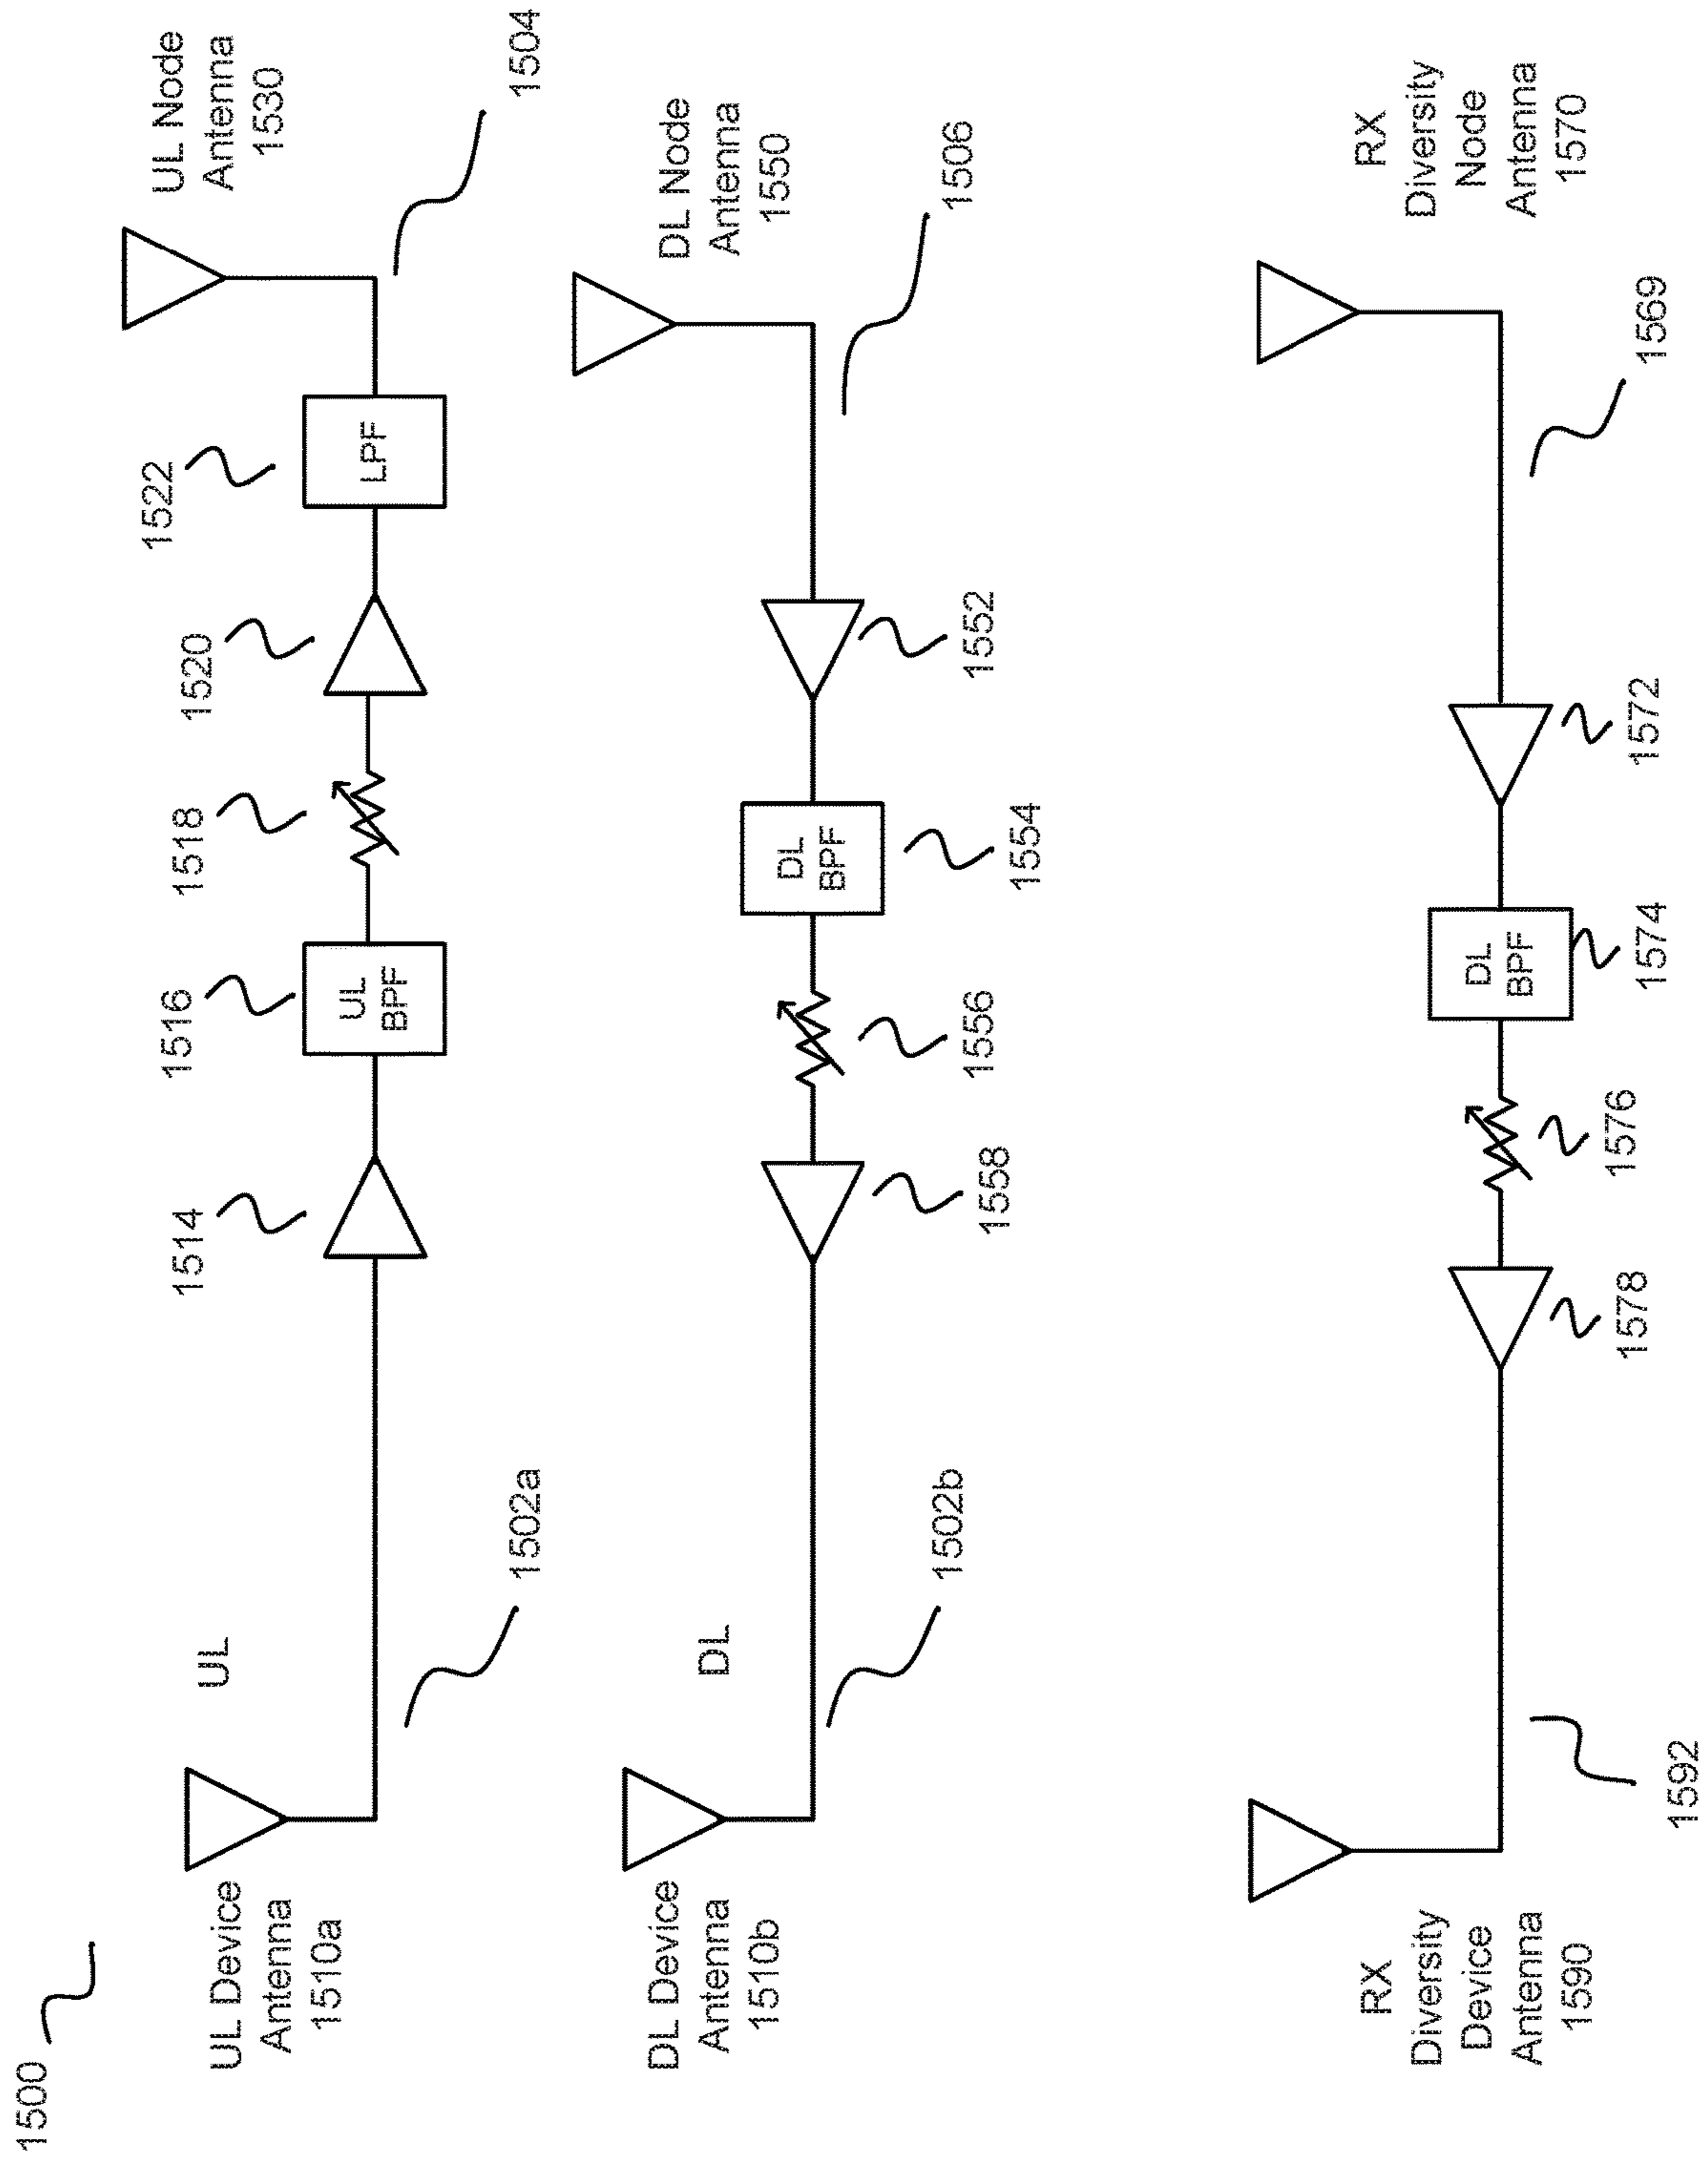 1500
UL Device
Antenna
1510a
UL
1502a
1514
1516
UL
BPF
1518
1520
1522
LPF
UL Node
Antenna
1530
1504
DL Device
Antenna
1510b
DL
1502b
1558
1556
DL
BPF
1554
1552
DL Node
Antenna
1550
1506
RX
Diversity
Device
Antenna
1590
1592
1578
1576
DL
BPF
1574
1572
1569
RX
Diversity
Node
Antenna
1570